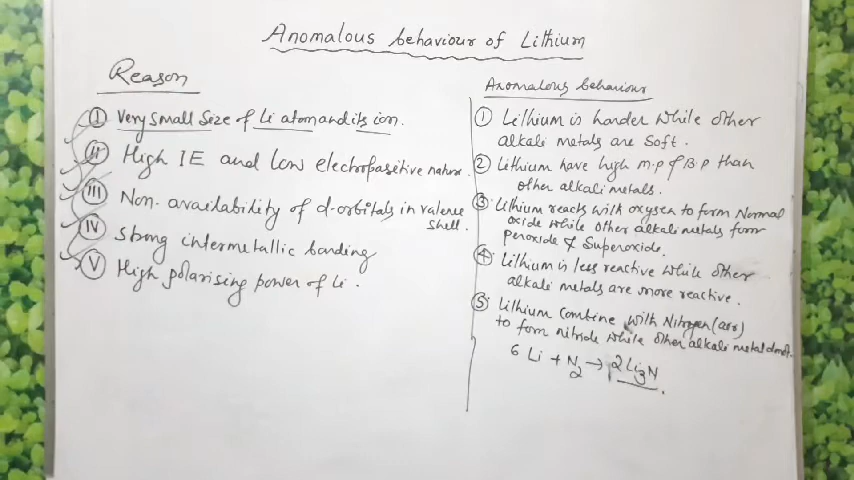 Anomalous behaviour of Lithium
Reason
I Very small size of Li atom and its ion.
II High IE and low electropositive nature.
III Non-availability of d-orbitals in valence
shell.
IV Strong intermetallic bonding
V High polarising power of Li.
Anomalous behaviour
1 Lithium is harder while other
alkali metals are soft.
2 Lithium have high m.p & B.P than
other alkali metals.
3 Lithium reacts with oxygen to form Normal
oxide while other alkali metals form
peroxide & Superoxide.
4 Lithium is less reactive while other
alkali metals are more reactive.
5 Lithium combine with Nitrogen (air)
to form nitride while other alkali metal
6 Li + N2 → 2Li3N.